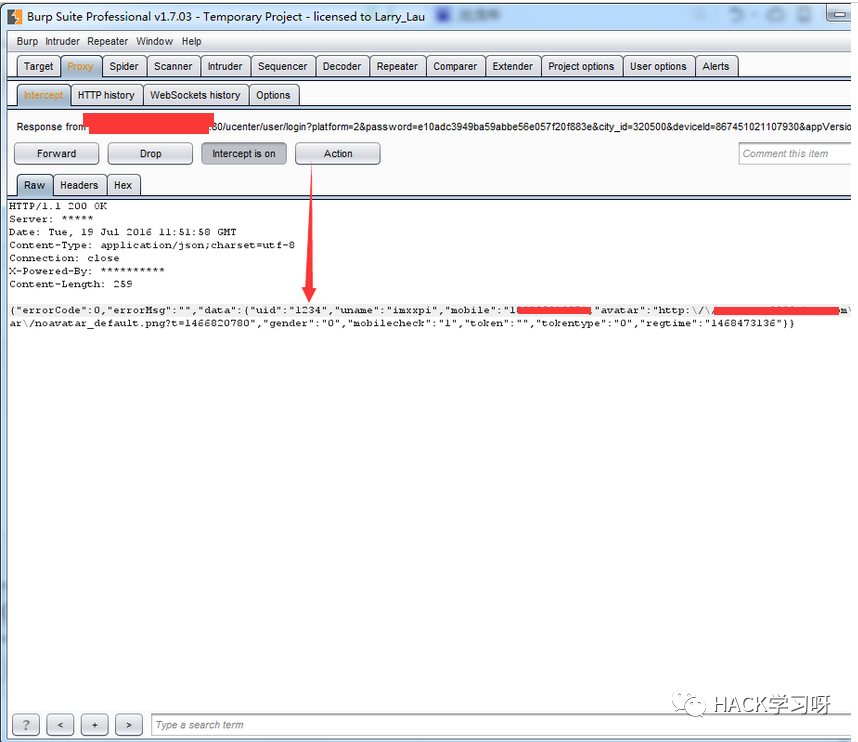 Burp Suite Professional v1.7.03 - Temporary Project - licensed to Larry_Lau
Burp Intruder Repeater Window Help
Target Proxy Spider Scanner Intruder Sequencer Decoder Repeater Comparer Extender Project options User options Alerts
Intercept HTTP history WebSockets history Options
Response from :80/ucenter/user/login?platform=2&password=e10adc3949ba59abbe56e057f20f883e&city_id=320500&deviceId=867451021107930&appVersio
Forward Drop Intercept is on Action Comment this item
Raw Headers Hex
HTTP/1.1 200 OK
Server: *****
Date: Tue, 19 Jul 2016 11:51:58 GMT
Content-Type: application/json;charset=utf-8
Connection: close
X-Powered-By: **********
Content-Length: 259
{"errorCode":0,"errorMsg":"","data":{"uid":"1234","uname":"imxxpi","mobile":" "avatar":"http:\/\/
ar\/noavatar_default.png?t=1466820780","gender":"0","mobilecheck":"1","token":"","tokentype":"0","regtime":"1468473136"}}
HACK学习呀
? < + > Type a search term